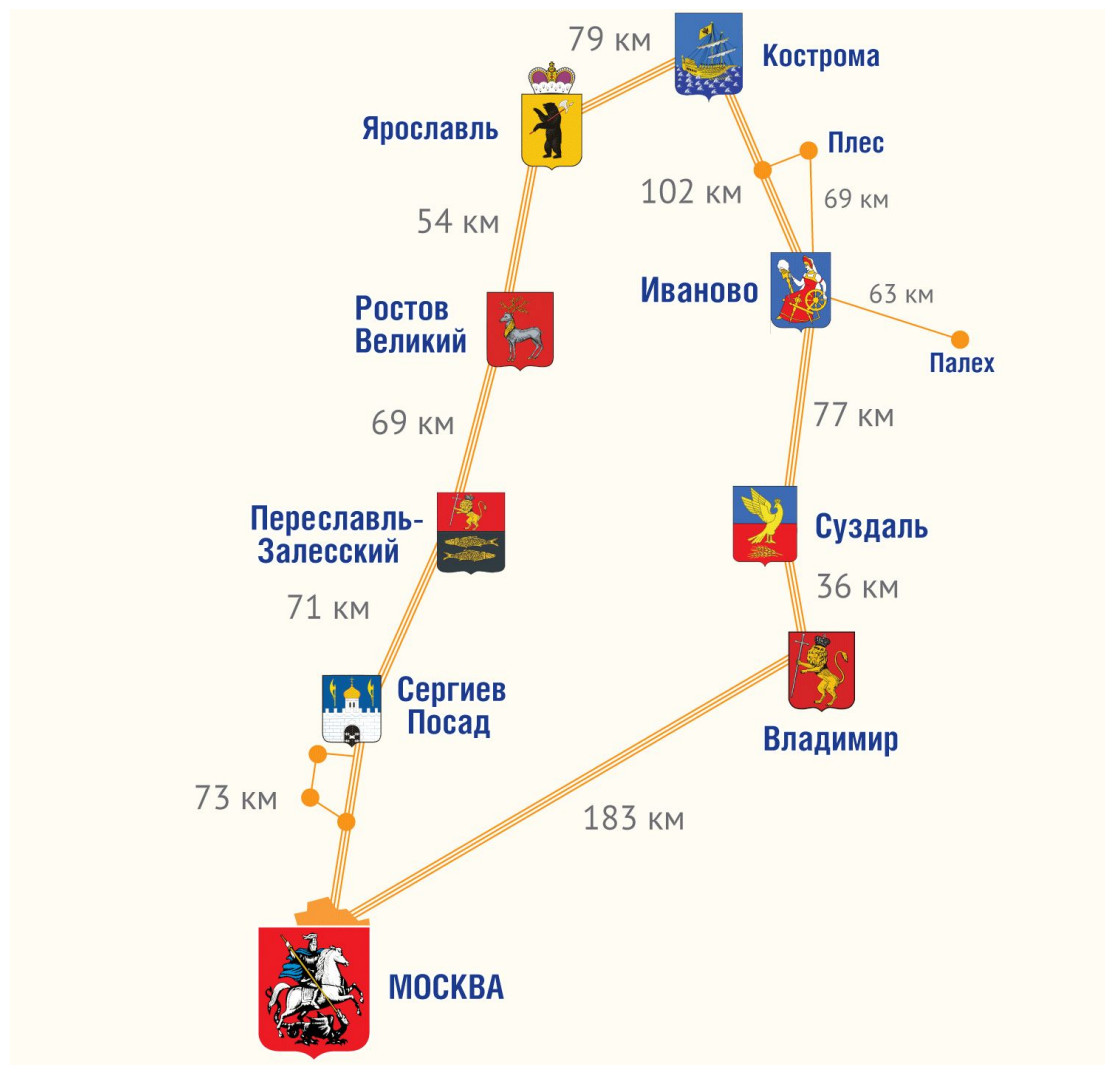 79 км
Кострома
Ярославль
Плес
102 км
69 км
54 км
Иваново
63 км
Ростов
Великий
Палех
69 км
77 км
Переславль-
Залесский
Суздаль
36 км
71 км
Сергиев
Посад
Владимир
73 км
183 км
МОСКВА